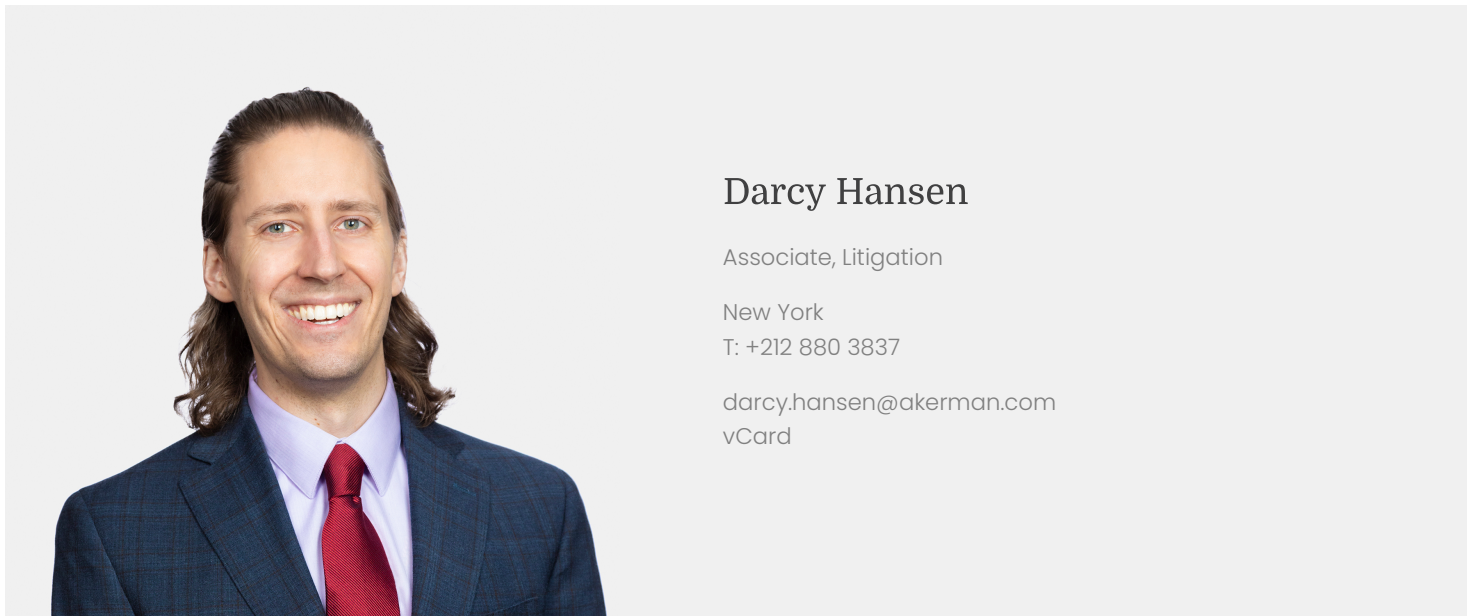 Darcy Hansen
Associate, Litigation
New York
T: +212 880 3837
darcy.hansen@akerman.com
vCard